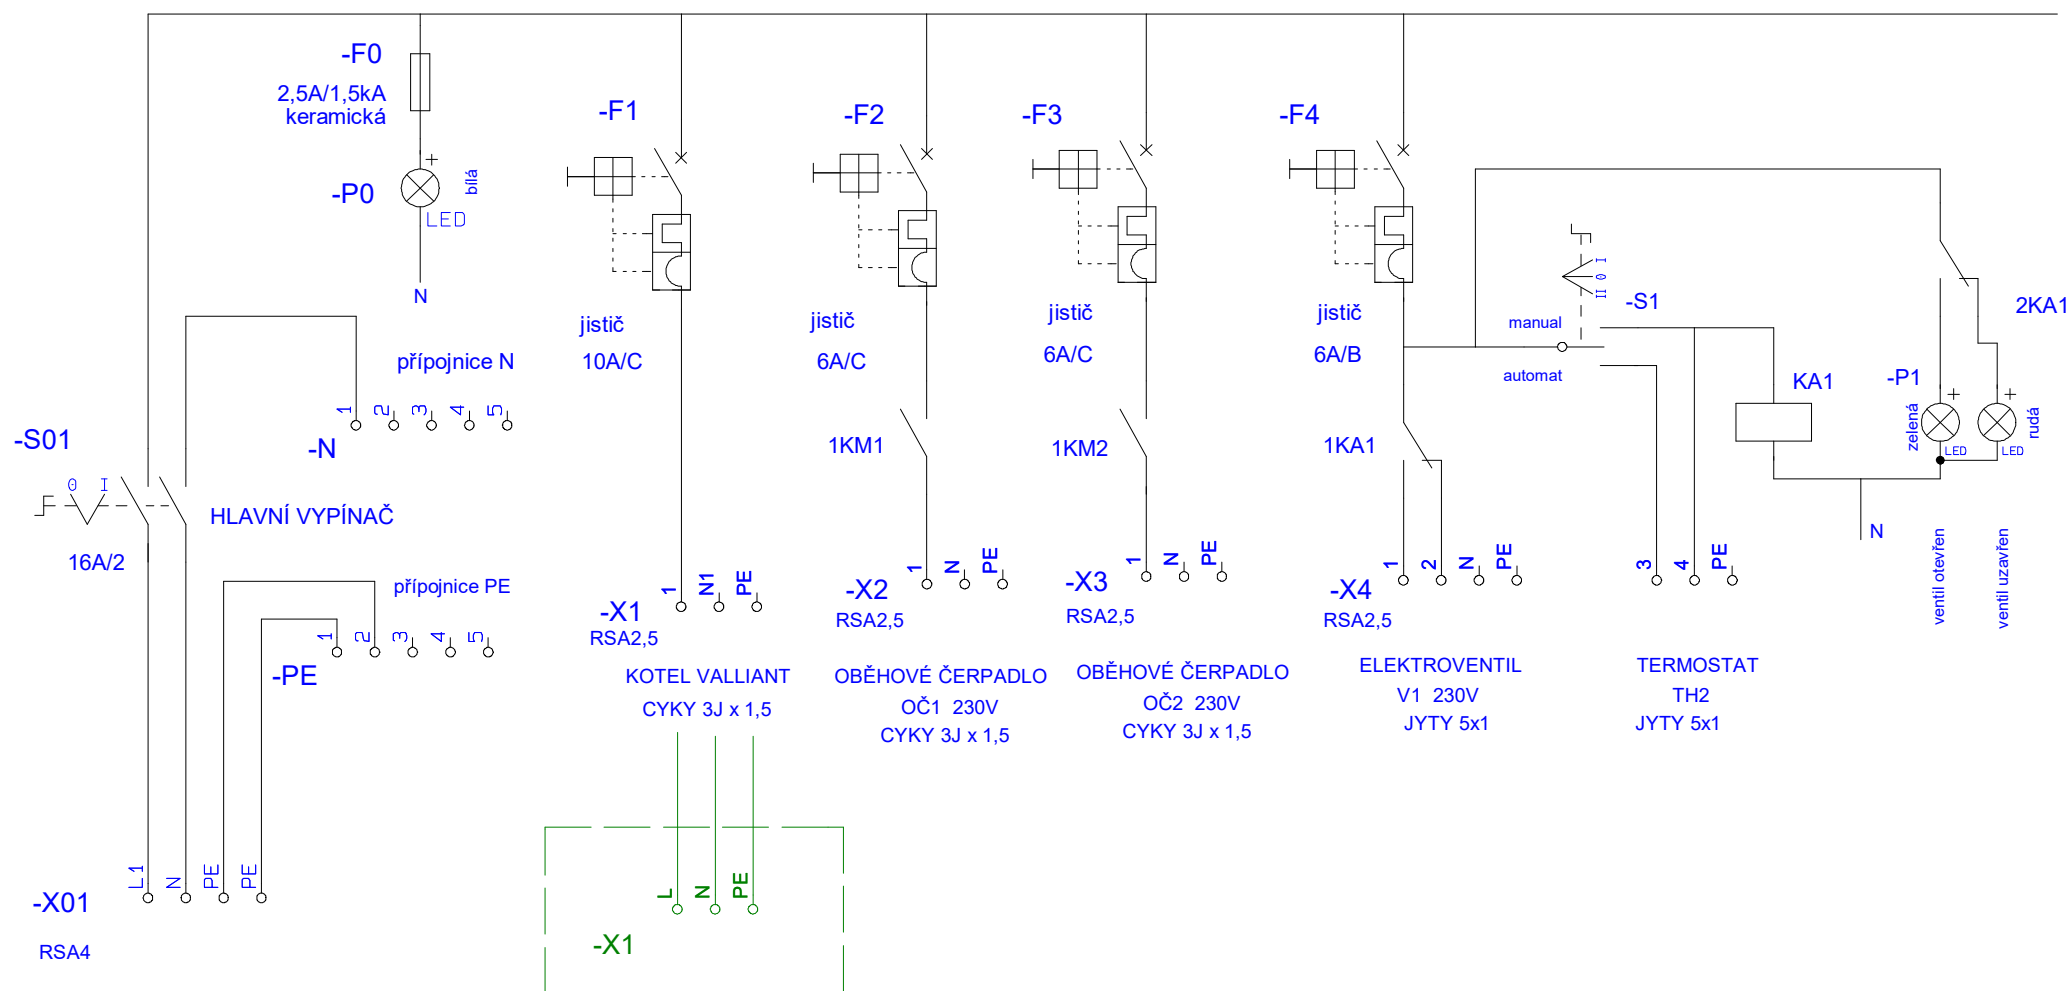 -F0
2,5A/1,5kA
keramická
+
-P0
bílá
LED
N
-F1
jistič
10A/C
-F2
jistič
6A/C
-F3
jistič
6A/C
-F4
jistič
6A/B
I
0
II
-S1
manual
automat
2KA1
přípojnice N
1 2 3 4 5
-N
-S01
0 I
HLAVNÍ VYPÍNAČ
16A/2
přípojnice PE
1 2 3 4 5
-PE
1KM1
1KM2
1KA1
KA1
-P1
zelená
+
LED
+
LED
rudá
N
ventil otevřen
ventil uzavřen
1 N1 PE
-X1
RSA2,5
KOTEL VALLIANT
CYKY 3J x 1,5
1 N PE
-X2
RSA2,5
OBĚHOVÉ ČERPADLO
OČ1 230V
CYKY 3J x 1,5
1 N PE
-X3
RSA2,5
OBĚHOVÉ ČERPADLO
OČ2 230V
CYKY 3J x 1,5
1 2 N PE
-X4
RSA2,5
ELEKTROVENTIL
V1 230V
JYTY 5x1
3 4 PE
TERMOSTAT
TH2
JYTY 5x1
L1 N PE PE
-X01
RSA4
L N PE
-X1